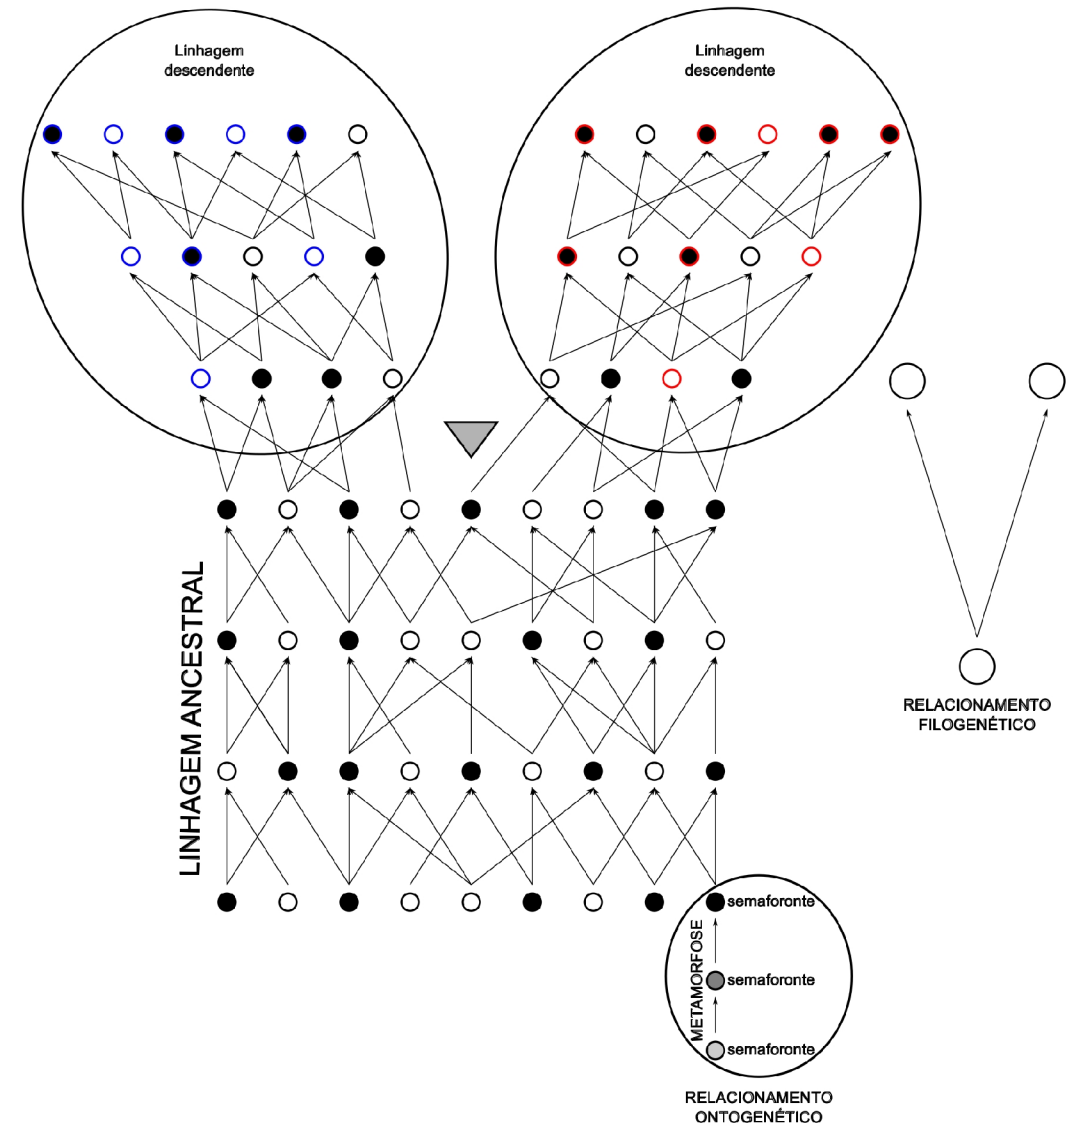 Linhagem
descendente
Linhagem
descendente
LINHAGEM ANCESTRAL
RELACIONAMENTO
FILOGENÉTICO
semaforonte
METAMORFOSE
semaforonte
semaforonte
RELACIONAMENTO
ONTOGENÉTICO